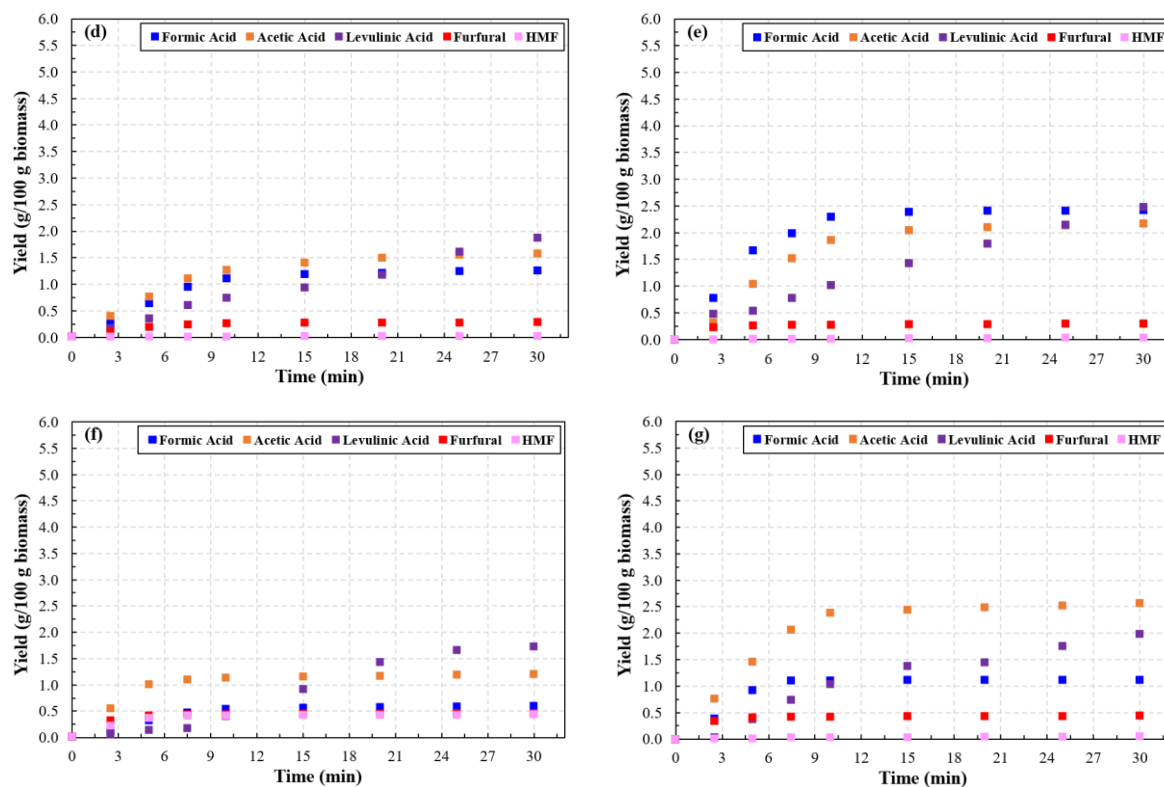 (d)
Formic Acid Acetic Acid Levulinic Acid Furfural HMF
Yield (g/100 g biomass)
6.0
5.5
5.0
4.5
4.0
3.5
3.0
2.5
2.0
1.5
1.0
0.5
0.0
0 3 6 9 12 15 18 21 24 27 30
Time (min)
(e)
Formic Acid Acetic Acid Levulinic Acid Furfural HMF
Yield (g/100 g biomass)
6.0
5.5
5.0
4.5
4.0
3.5
3.0
2.5
2.0
1.5
1.0
0.5
0.0
0 3 6 9 12 15 18 21 24 27 30
Time (min)
(f)
Formic Acid Acetic Acid Levulinic Acid Furfural HMF
Yield (g/100 g biomass)
6.0
5.5
5.0
4.5
4.0
3.5
3.0
2.5
2.0
1.5
1.0
0.5
0.0
0 3 6 9 12 15 18 21 24 27 30
Time (min)
(g)
Formic Acid Acetic Acid Levulinic Acid Furfural HMF
Yield (g/100 g biomass)
6.0
5.5
5.0
4.5
4.0
3.5
3.0
2.5
2.0
1.5
1.0
0.5
0.0
0 3 6 9 12 15 18 21 24 27 30
Time (min)